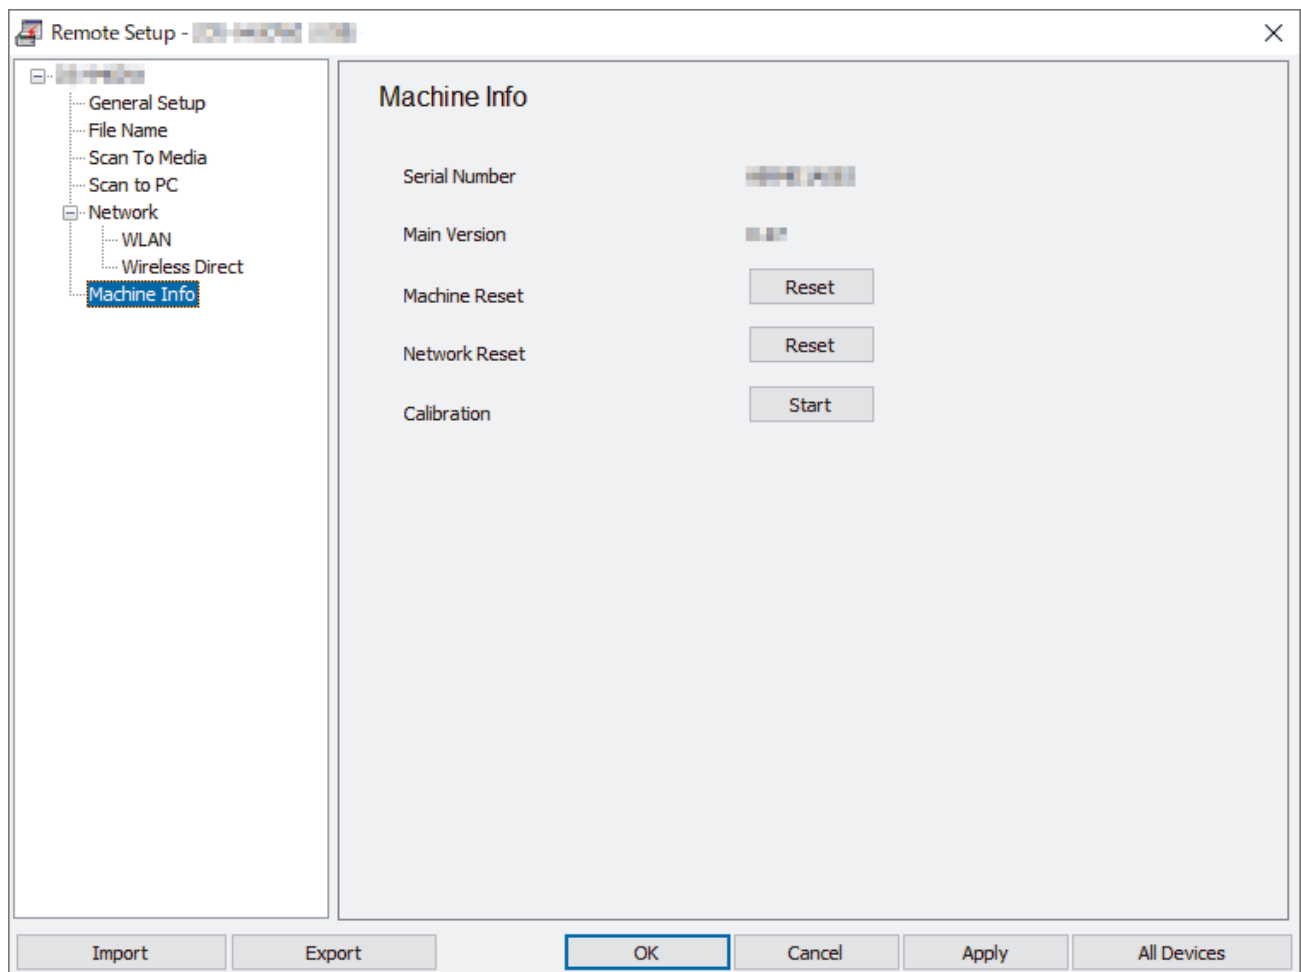 Remote Setup -
General Setup
File Name
Scan To Media
Scan to PC
Network
WLAN
Wireless Direct
Machine Info
Machine Info
Serial Number
Main Version
Machine Reset Reset
Network Reset Reset
Calibration Start
Import Export OK Cancel Apply All Devices